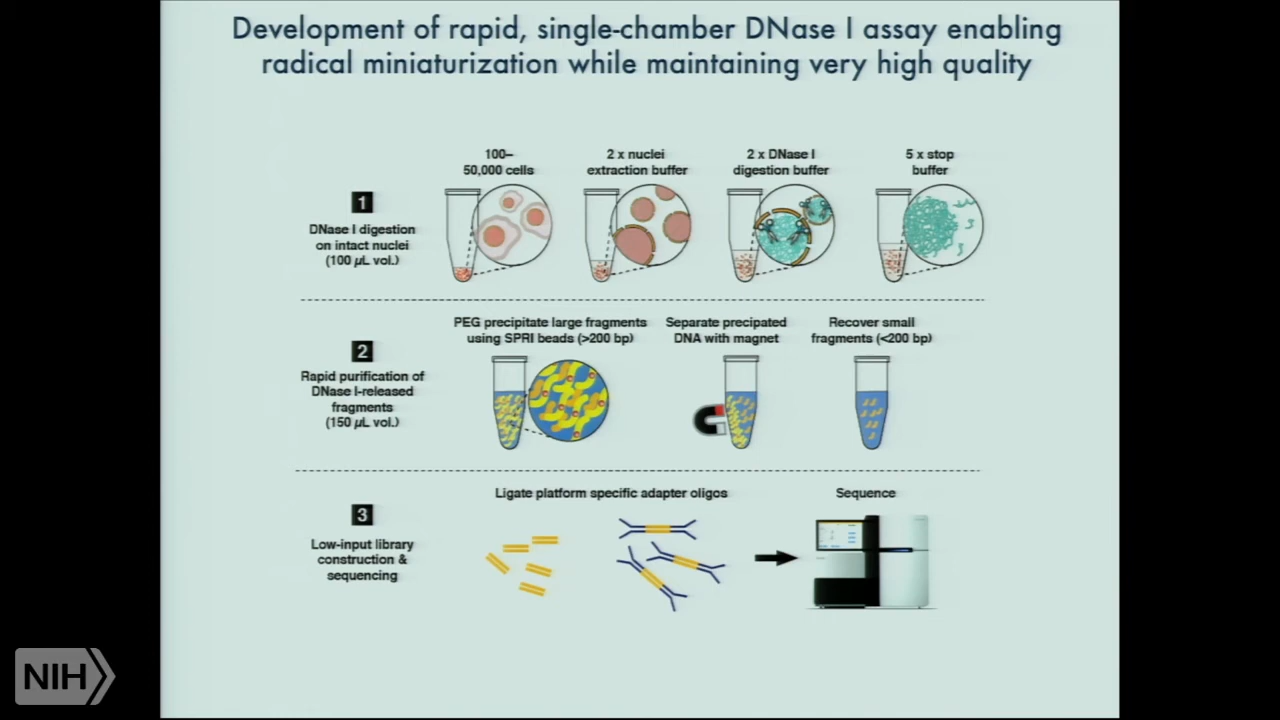 Development of rapid, single-chamber DNase I assay enabling
radical miniaturization while maintaining very high quality
100–
50,000 cells
2 x nuclei
extraction buffer
2 x DNase I
digestion buffer
5 x stop
buffer
1
DNase I digestion
on intact nuclei
(100 µL vol.)
PEG precipitate large fragments
using SPRI beads (>200 bp)
Separate precipated
DNA with magnet
Recover small
fragments (<200 bp)
2
Rapid purification of
DNase I-released
fragments
(150 µL vol.)
Ligate platform specific adapter oligos
Sequence
3
Low-input library
construction &
sequencing
NIH